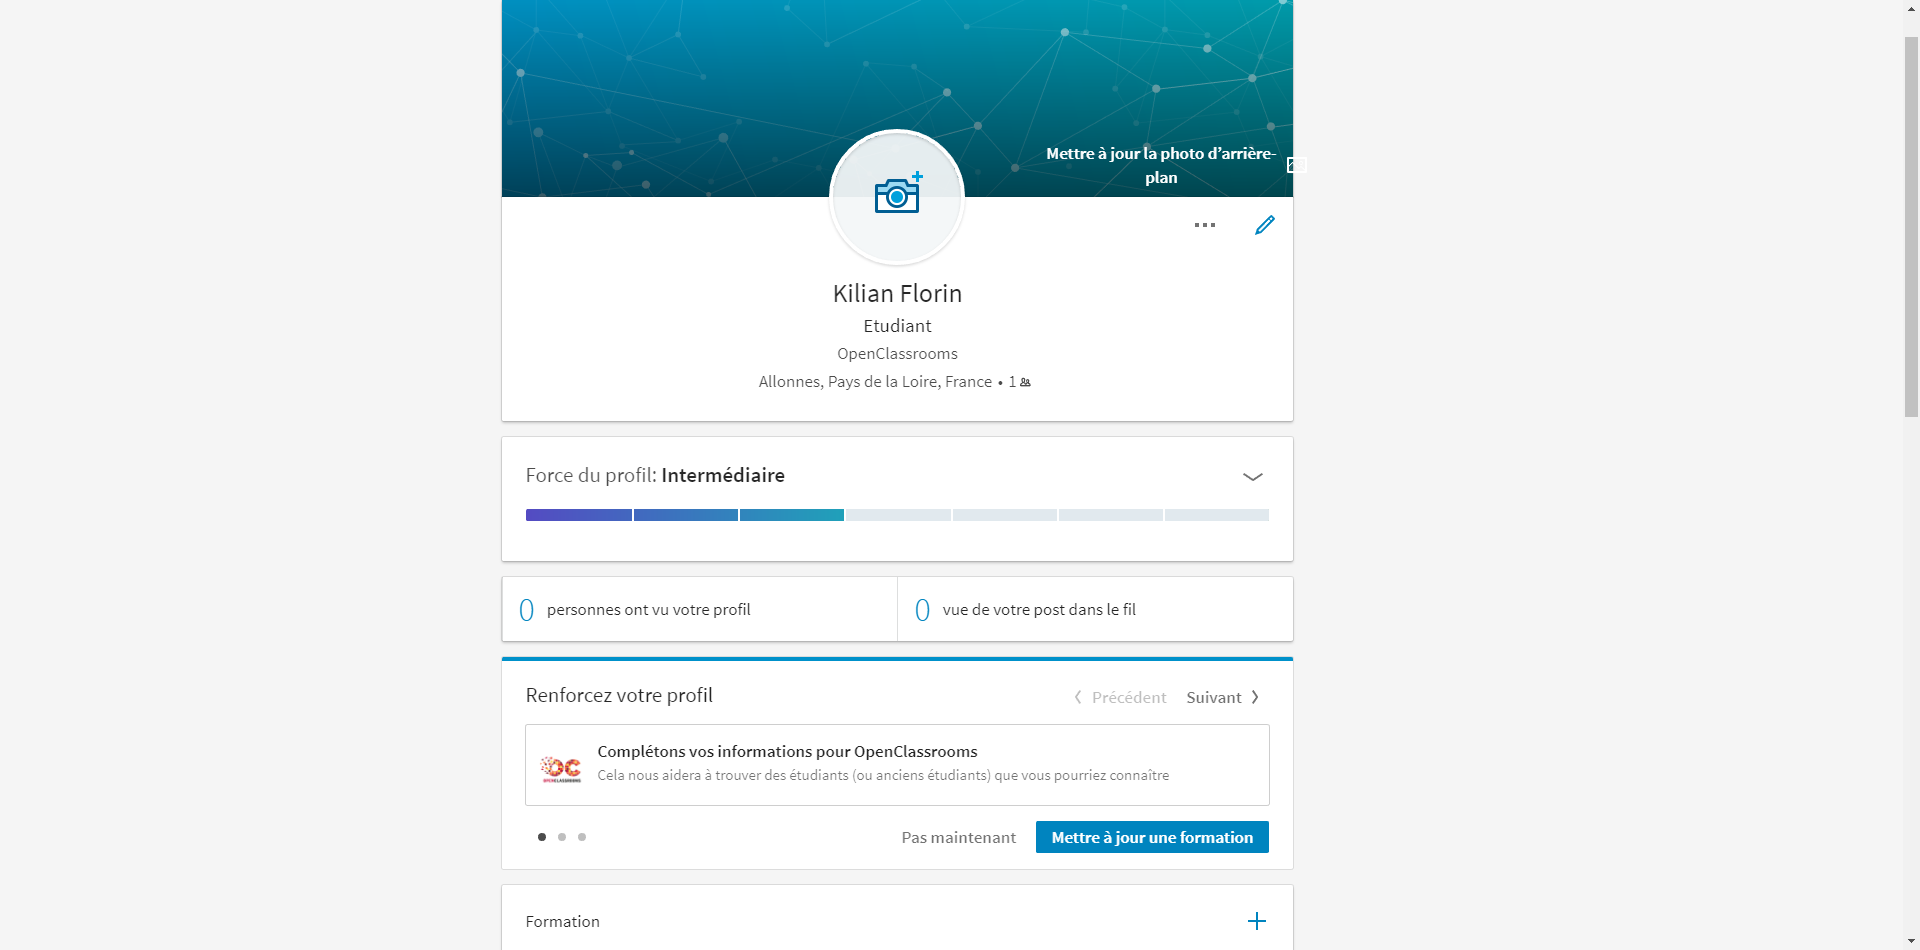 Mettre à jour la photo d’arrière-
plan
Kilian Florin
Etudiant
OpenClassrooms
Allonnes, Pays de la Loire, France • 1
Force du profil: Intermédiaire
0 personnes ont vu votre profil
0 vue de votre post dans le fil
Renforcez votre profil
Précédent
Suivant
Complétons vos informations pour OpenClassrooms
OC
OPENCLASSROOMS
Cela nous aidera à trouver des étudiants (ou anciens étudiants) que vous pourriez connaître
Pas maintenant
Mettre à jour une formation
Formation